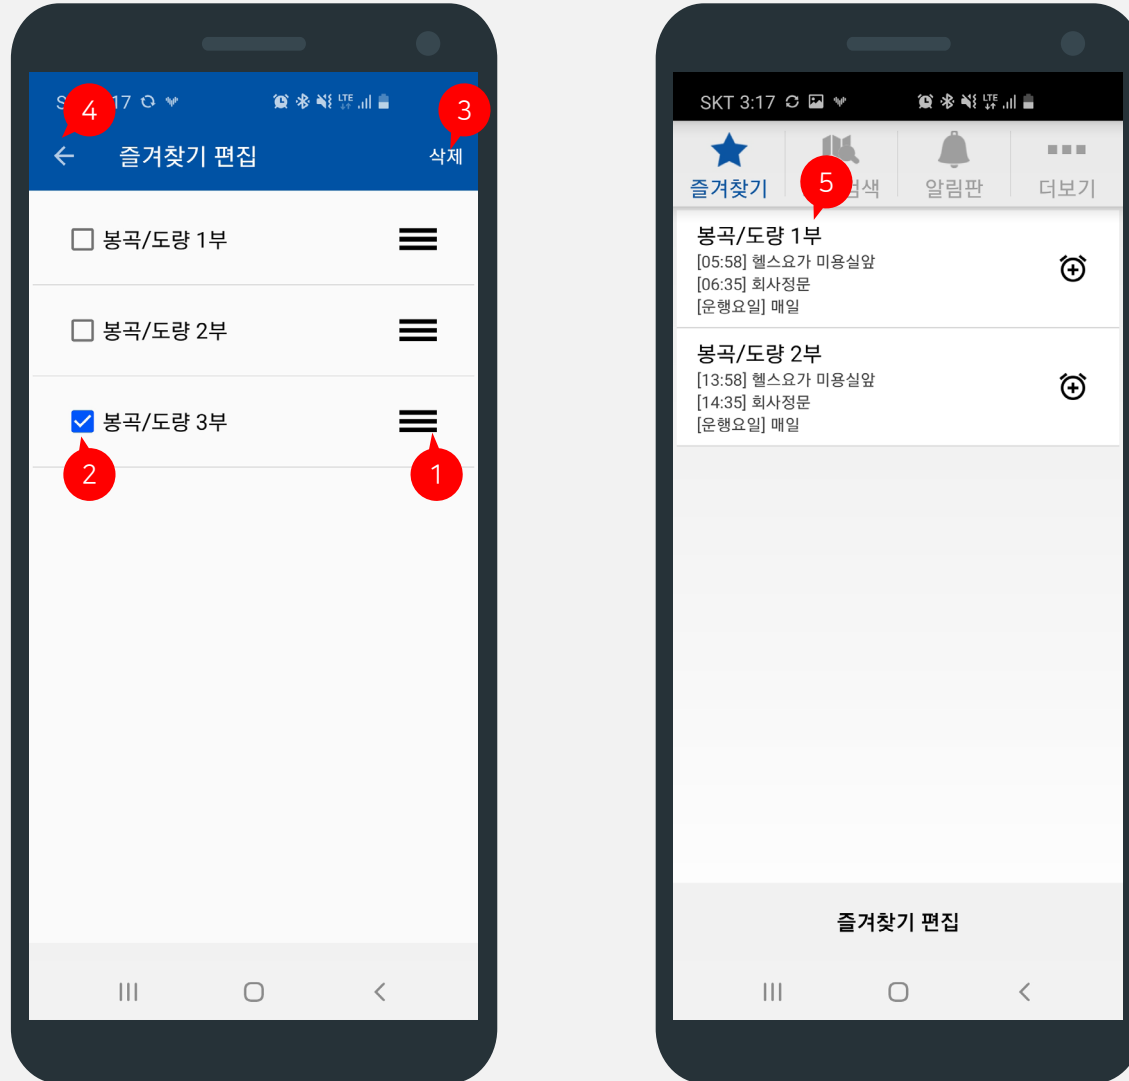 17
LTE
4
3
즐겨찾기 편집
삭제
봉곡/도량 1부
봉곡/도량 2부
봉곡/도량 3부
2
1
SKT 3:17
LTE
즐겨찾기
5
알림판
더보기
봉곡/도량 1부
[05:58] 헬스요가 미용실앞
[06:35] 회사정문
[운행요일] 매일
봉곡/도량 2부
[13:58] 헬스요가 미용실앞
[14:35] 회사정문
[운행요일] 매일
즐겨찾기 편집